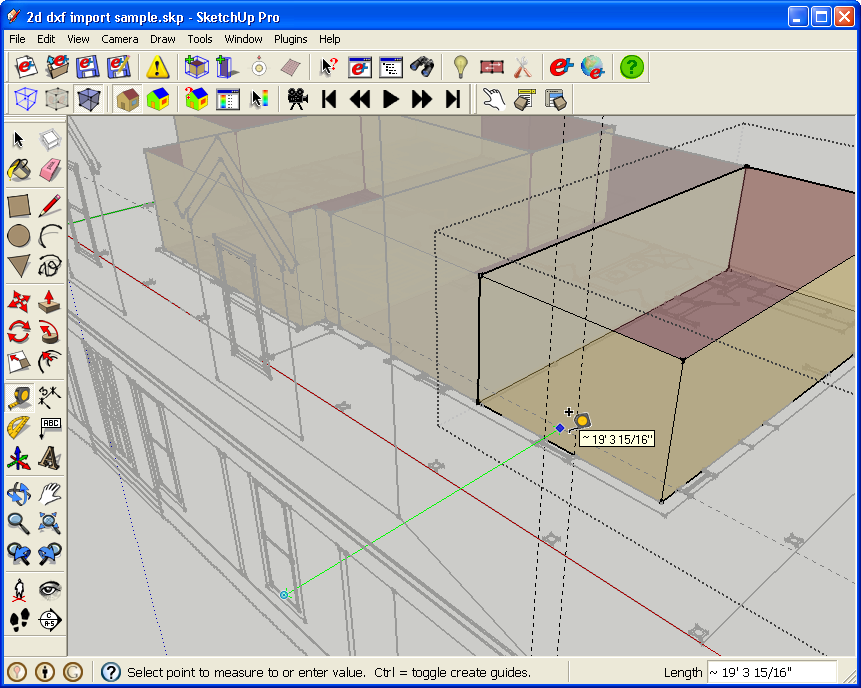 2d dxf import sample.skp - SketchUp Pro
File Edit View Camera Draw Tools Window Plugins Help
ABC
~ 19' 3 15/16"
Select point to measure to or enter value. Ctrl = toggle create guides.
Length ~ 19' 3 15/16"